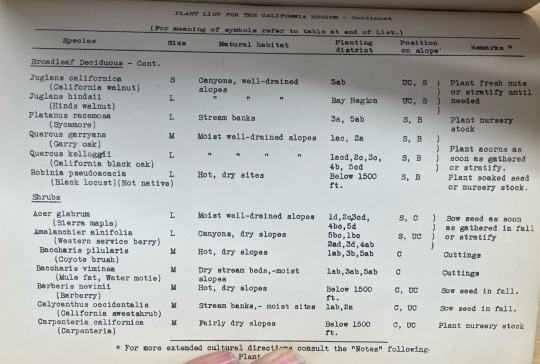 PLANT LIST FOR THE CALIFORNIA REGION - Continued
(For meaning of symbols refer to table at end of List.)
Species Size Natural habitat Planting district Position on slope Remarks *
Broadleaf Deciduous - Cont.
Juglans californica S Canyons, well-drained 5ab UC, S ) Plant fresh nuts
(California walnut) slopes ) or stratify until
Juglans hindsii L " " " Bay Region UC, S ) needed
(Hinds walnut)
Platanus racemosa L Stream banks 3a, 5ab S, B Plant nursery
(Sycamore) stock
Quercus garryana M Moist well-drained slopes 1ac, 2a S, B )
(Garry oak) ) Plant acorns as
Quercus kelloggii L " " " 1acd,2c,3c, S, B ) soon as gathered
(California black oak) 4b, 5cd ) or stratify.
Robinia pseudoacacia L Hot, dry sites Below 1500 S, B Plant soaked seed
(Black locust)(Not native) ft. or nursery stock.
Shrubs
Acer glabrum L Moist well-drained slopes 1d,2c,3cd, S, C ) Sow seed as soon
(Sierra maple) 4bc,5d ) as gathered in fall
Amelanchier alnifolia L Canyons, dry slopes 5bc,1bc S, UC ) or stratify
(Western service berry) 2ad,3d,4ab )
Baccharis pilularis M Hot, dry slopes 1ab,3b,5ab C Cuttings
(Coyote brush)
Baccharis viminea M Dry stream beds,-moist 1ab,3ab,5ab C Cuttings
(Mule fat, Water motie) slopes
Berberis nevinii M Hot, dry slopes Below 1500 C, UC Sow seed in fall.
(Barberry) ft.
Calycanthus occidentalis M Stream banks,- moist sites 1ab,2a C, UC Sow seed in fall.
(California sweetshrub)
Carpenteria californica M Fairly dry slopes Below 1500 C, UC Plant nursery stock
(Carpenteria) ft.
* For more extended cultural directions consult the "Notes" following
Plant